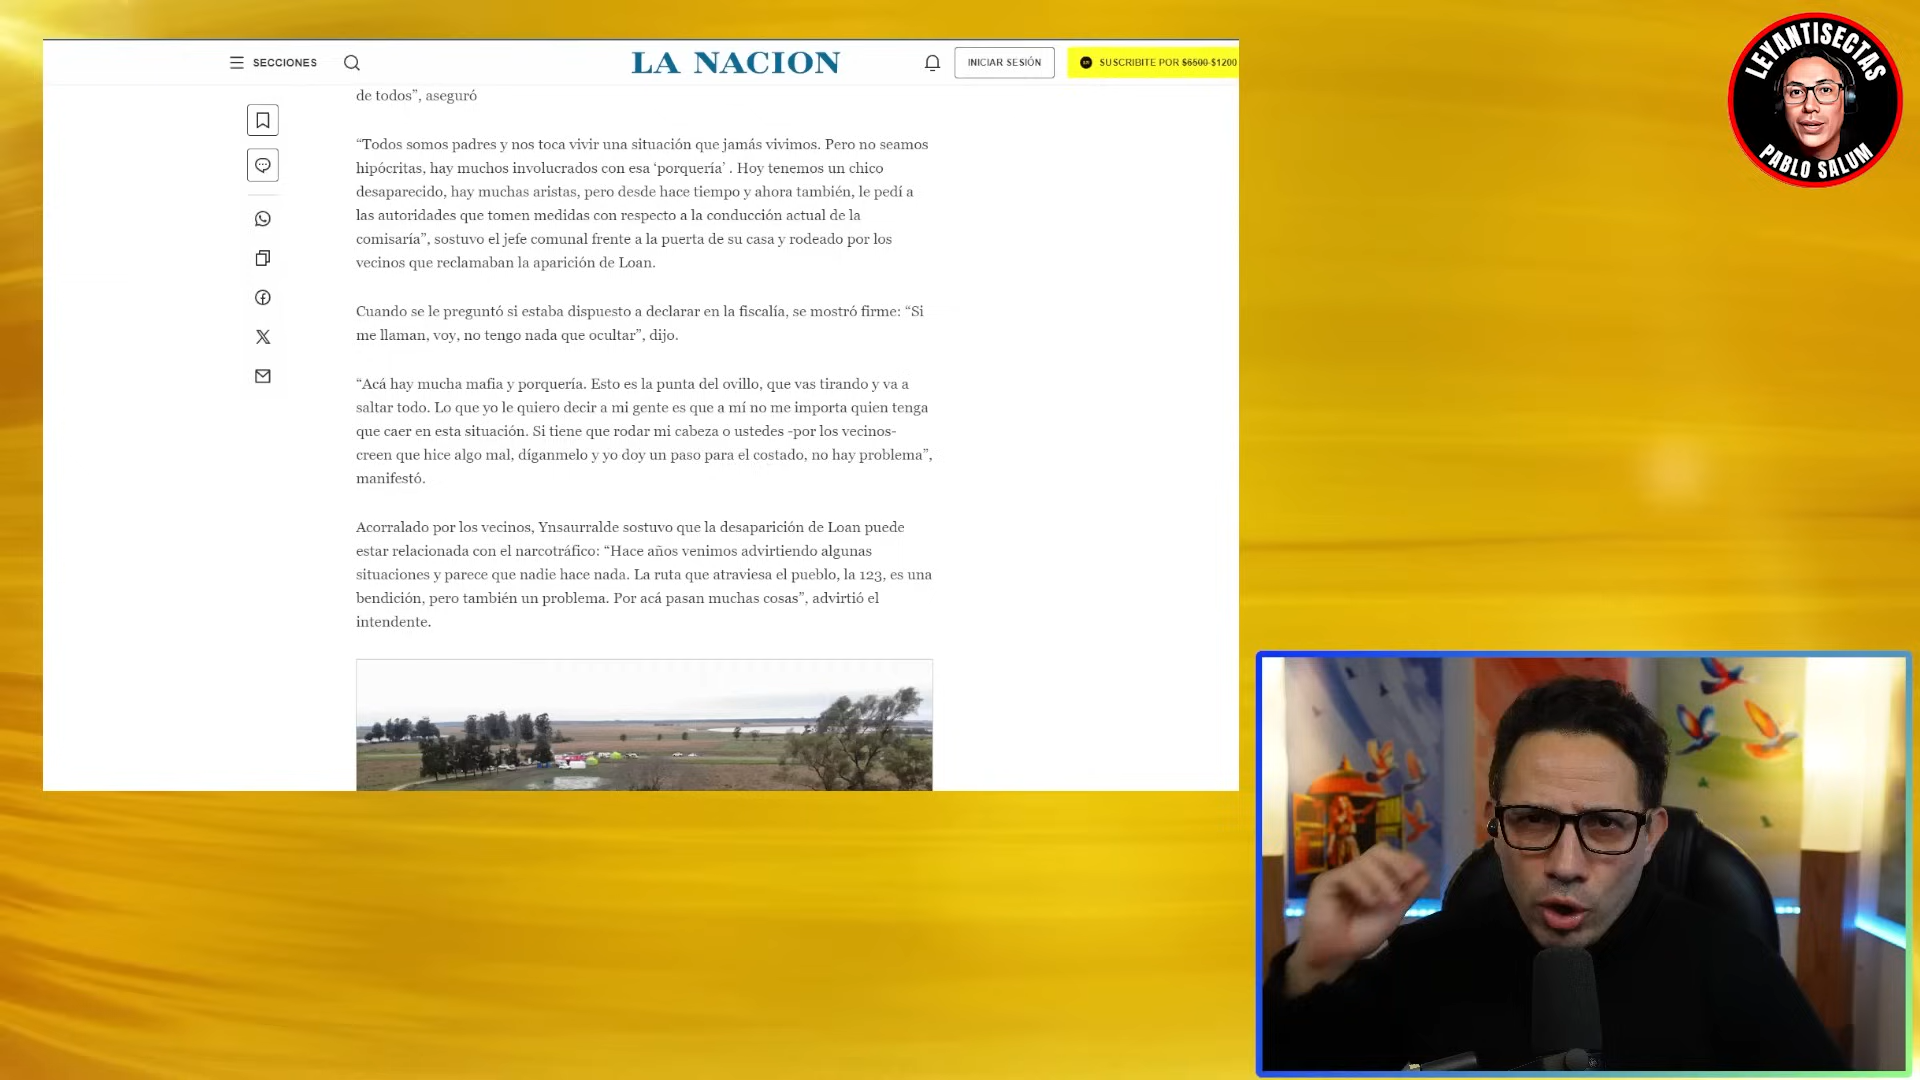 SECCIONES
LA NACION
INICIAR SESIÓN
SUSCRIBITE POR $6500 $1200
LEYANTISECTAS
PABLO SALUM
de todos”, aseguró
“Todos somos padres y nos toca vivir una situación que jamás vivimos. Pero no seamos
hipócritas, hay muchos involucrados con esa ‘porquería’ . Hoy tenemos un chico
desaparecido, hay muchas aristas, pero desde hace tiempo y ahora también, le pedí a
las autoridades que tomen medidas con respecto a la conducción actual de la
comisaría”, sostuvo el jefe comunal frente a la puerta de su casa y rodeado por los
vecinos que reclamaban la aparición de Loan.
Cuando se le preguntó si estaba dispuesto a declarar en la fiscalía, se mostró firme: “Si
me llaman, voy, no tengo nada que ocultar”, dijo.
“Acá hay mucha mafia y porquería. Esto es la punta del ovillo, que vas tirando y va a
saltar todo. Lo que yo le quiero decir a mi gente es que a mí no me importa quien tenga
que caer en esta situación. Si tiene que rodar mi cabeza o ustedes -por los vecinos-
creen que hice algo mal, díganmelo y yo doy un paso para el costado, no hay problema”,
manifestó.
Acorralado por los vecinos, Ynsaurralde sostuvo que la desaparición de Loan puede
estar relacionada con el narcotráfico: “Hace años venimos advirtiendo algunas
situaciones y parece que nadie hace nada. La ruta que atraviesa el pueblo, la 123, es una
bendición, pero también un problema. Por acá pasan muchas cosas”, advirtió el
intendente.